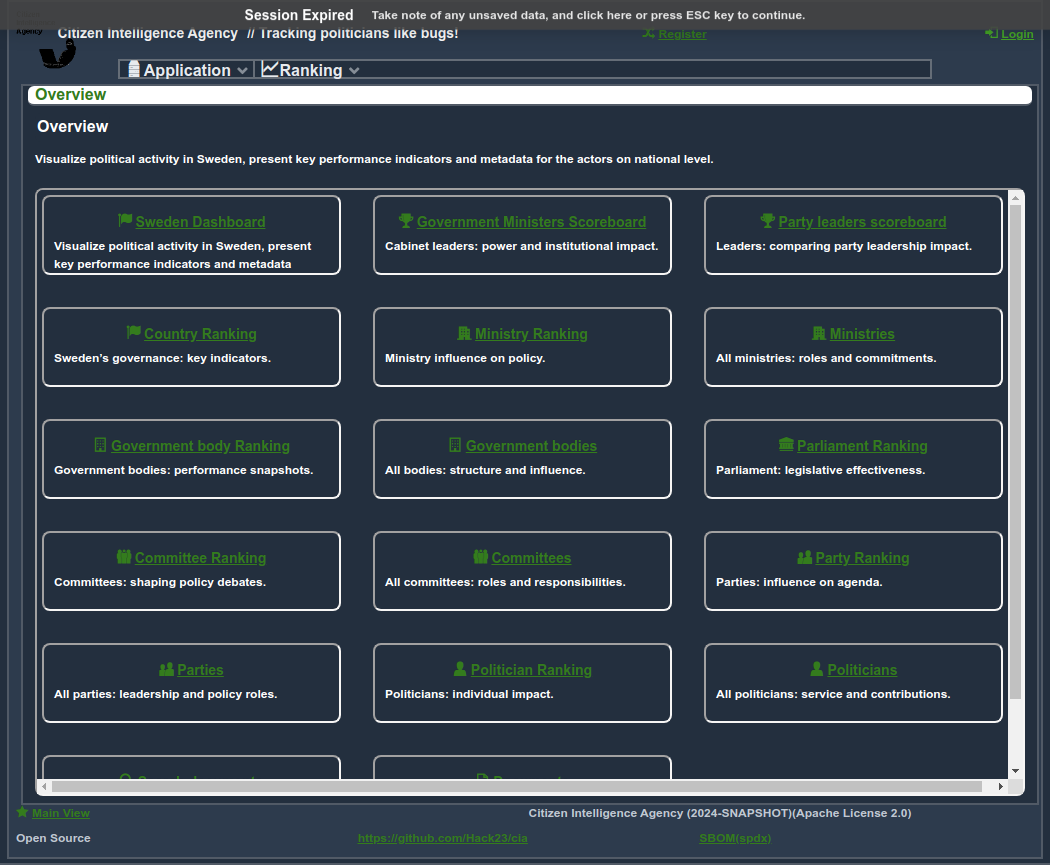 Session Expired Take note of any unsaved data, and click here or press ESC key to continue.
Agency
Citizen Intelligence Agency // Tracking politicians like bugs!
Register
Login
Application
Ranking
Overview
Overview
Visualize political activity in Sweden, present key performance indicators and metadata for the actors on national level.
Sweden Dashboard
Visualize political activity in Sweden, present
key performance indicators and metadata
Government Ministers Scoreboard
Cabinet leaders: power and institutional impact.
Party leaders scoreboard
Leaders: comparing party leadership impact.
Country Ranking
Sweden's governance: key indicators.
Ministry Ranking
Ministry influence on policy.
Ministries
All ministries: roles and commitments.
Government body Ranking
Government bodies: performance snapshots.
Government bodies
All bodies: structure and influence.
Parliament Ranking
Parliament: legislative effectiveness.
Committee Ranking
Committees: shaping policy debates.
Committees
All committees: roles and responsibilities.
Party Ranking
Parties: influence on agenda.
Parties
All parties: leadership and policy roles.
Politician Ranking
Politicians: individual impact.
Politicians
All politicians: service and contributions.
Main View
Citizen Intelligence Agency (2024-SNAPSHOT)(Apache License 2.0)
Open Source
https://github.com/Hack23/cia
SBOM(spdx)